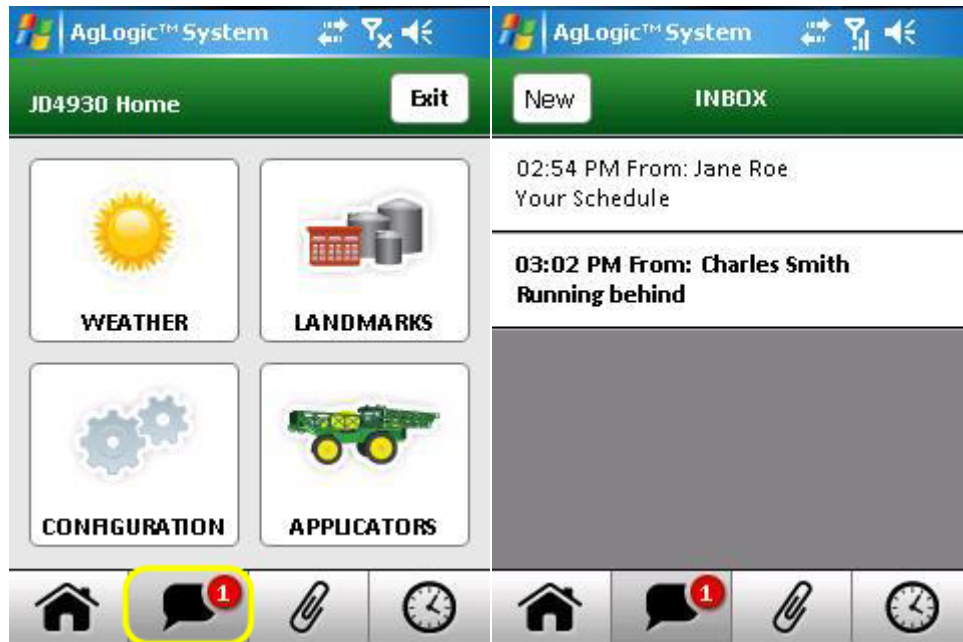 AgLogic™ System
JD4930 Home
Exit
WEATHER
LANDMARKS
CONFIGURATION
APPLICATORS
1
AgLogic™ System
New
INBOX
02:54 PM From: Jane Roe
Your Schedule
03:02 PM From: Charles Smith
Running behind
1